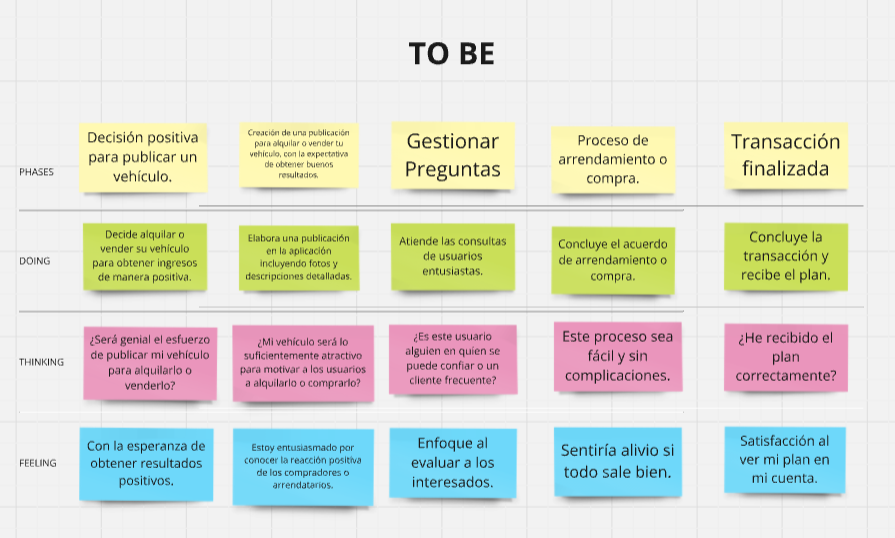 TO BE
PHASES
Decisión positiva
para publicar un
vehículo.
Creación de una publicación
para alquilar o vender tu
vehículo, con la expectativa
de obtener buenos
resultados.
Gestionar
Preguntas
Proceso de
arrendamiento o
compra.
Transacción
finalizada
DOING
Decide alquilar o
vender su vehículo
para obtener ingresos
de manera positiva.
Elabora una publicación
en la aplicación
incluyendo fotos y
descripciones detalladas.
Atiende las consultas
de usuarios
entusiastas.
Concluye el acuerdo
de arrendamiento o
compra.
Concluye la
transacción y
recibe el plan.
THINKING
¿Será genial el esfuerzo
de publicar mi vehículo
para alquilarlo o
venderlo?
¿Mi vehículo será lo
suficientemente atractivo
para motivar a los usuarios
a alquilarlo o comprarlo?
¿Es este usuario
alguien en quien se
puede confiar o un
cliente frecuente?
Este proceso sea
fácil y sin
complicaciones.
¿He recibido el
plan
correctamente?
FEELING
Con la esperanza de
obtener resultados
positivos.
Estoy entusiasmado por
conocer la reacción positiva
de los compradores o
arrendatarios.
Enfoque al
evaluar a los
interesados.
Sentiría alivio si
todo sale bien.
Satisfacción al
ver mi plan en
mi cuenta.